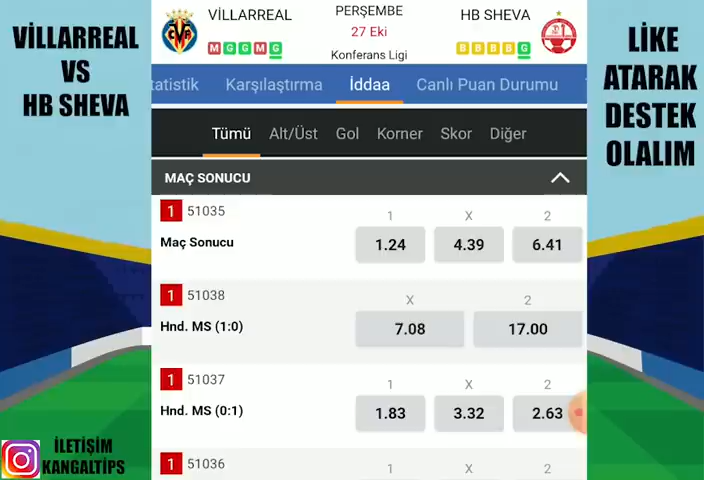 VİLLARREAL
VS
HB SHEVA
VİLLARREAL
M G G M G
PERŞEMBE
27 Eki
Konferans Ligi
HB SHEVA
B B B B G
LİKE
ATARAK
DESTEK
OLALIM
tatistik Karşılaştırma İddaa Canlı Puan Durumu
Tümü Alt/Üst Gol Korner Skor Diğer
MAÇ SONUCU
1 51035
Maç Sonucu
1 X 2
1.24 4.39 6.41
1 51038
Hnd. MS (1:0)
X 2
7.08 17.00
1 51037
Hnd. MS (0:1)
1 X 2
1.83 3.32 2.63
1 51036
1 X 2
İLETİŞİM
KANGALTİPS